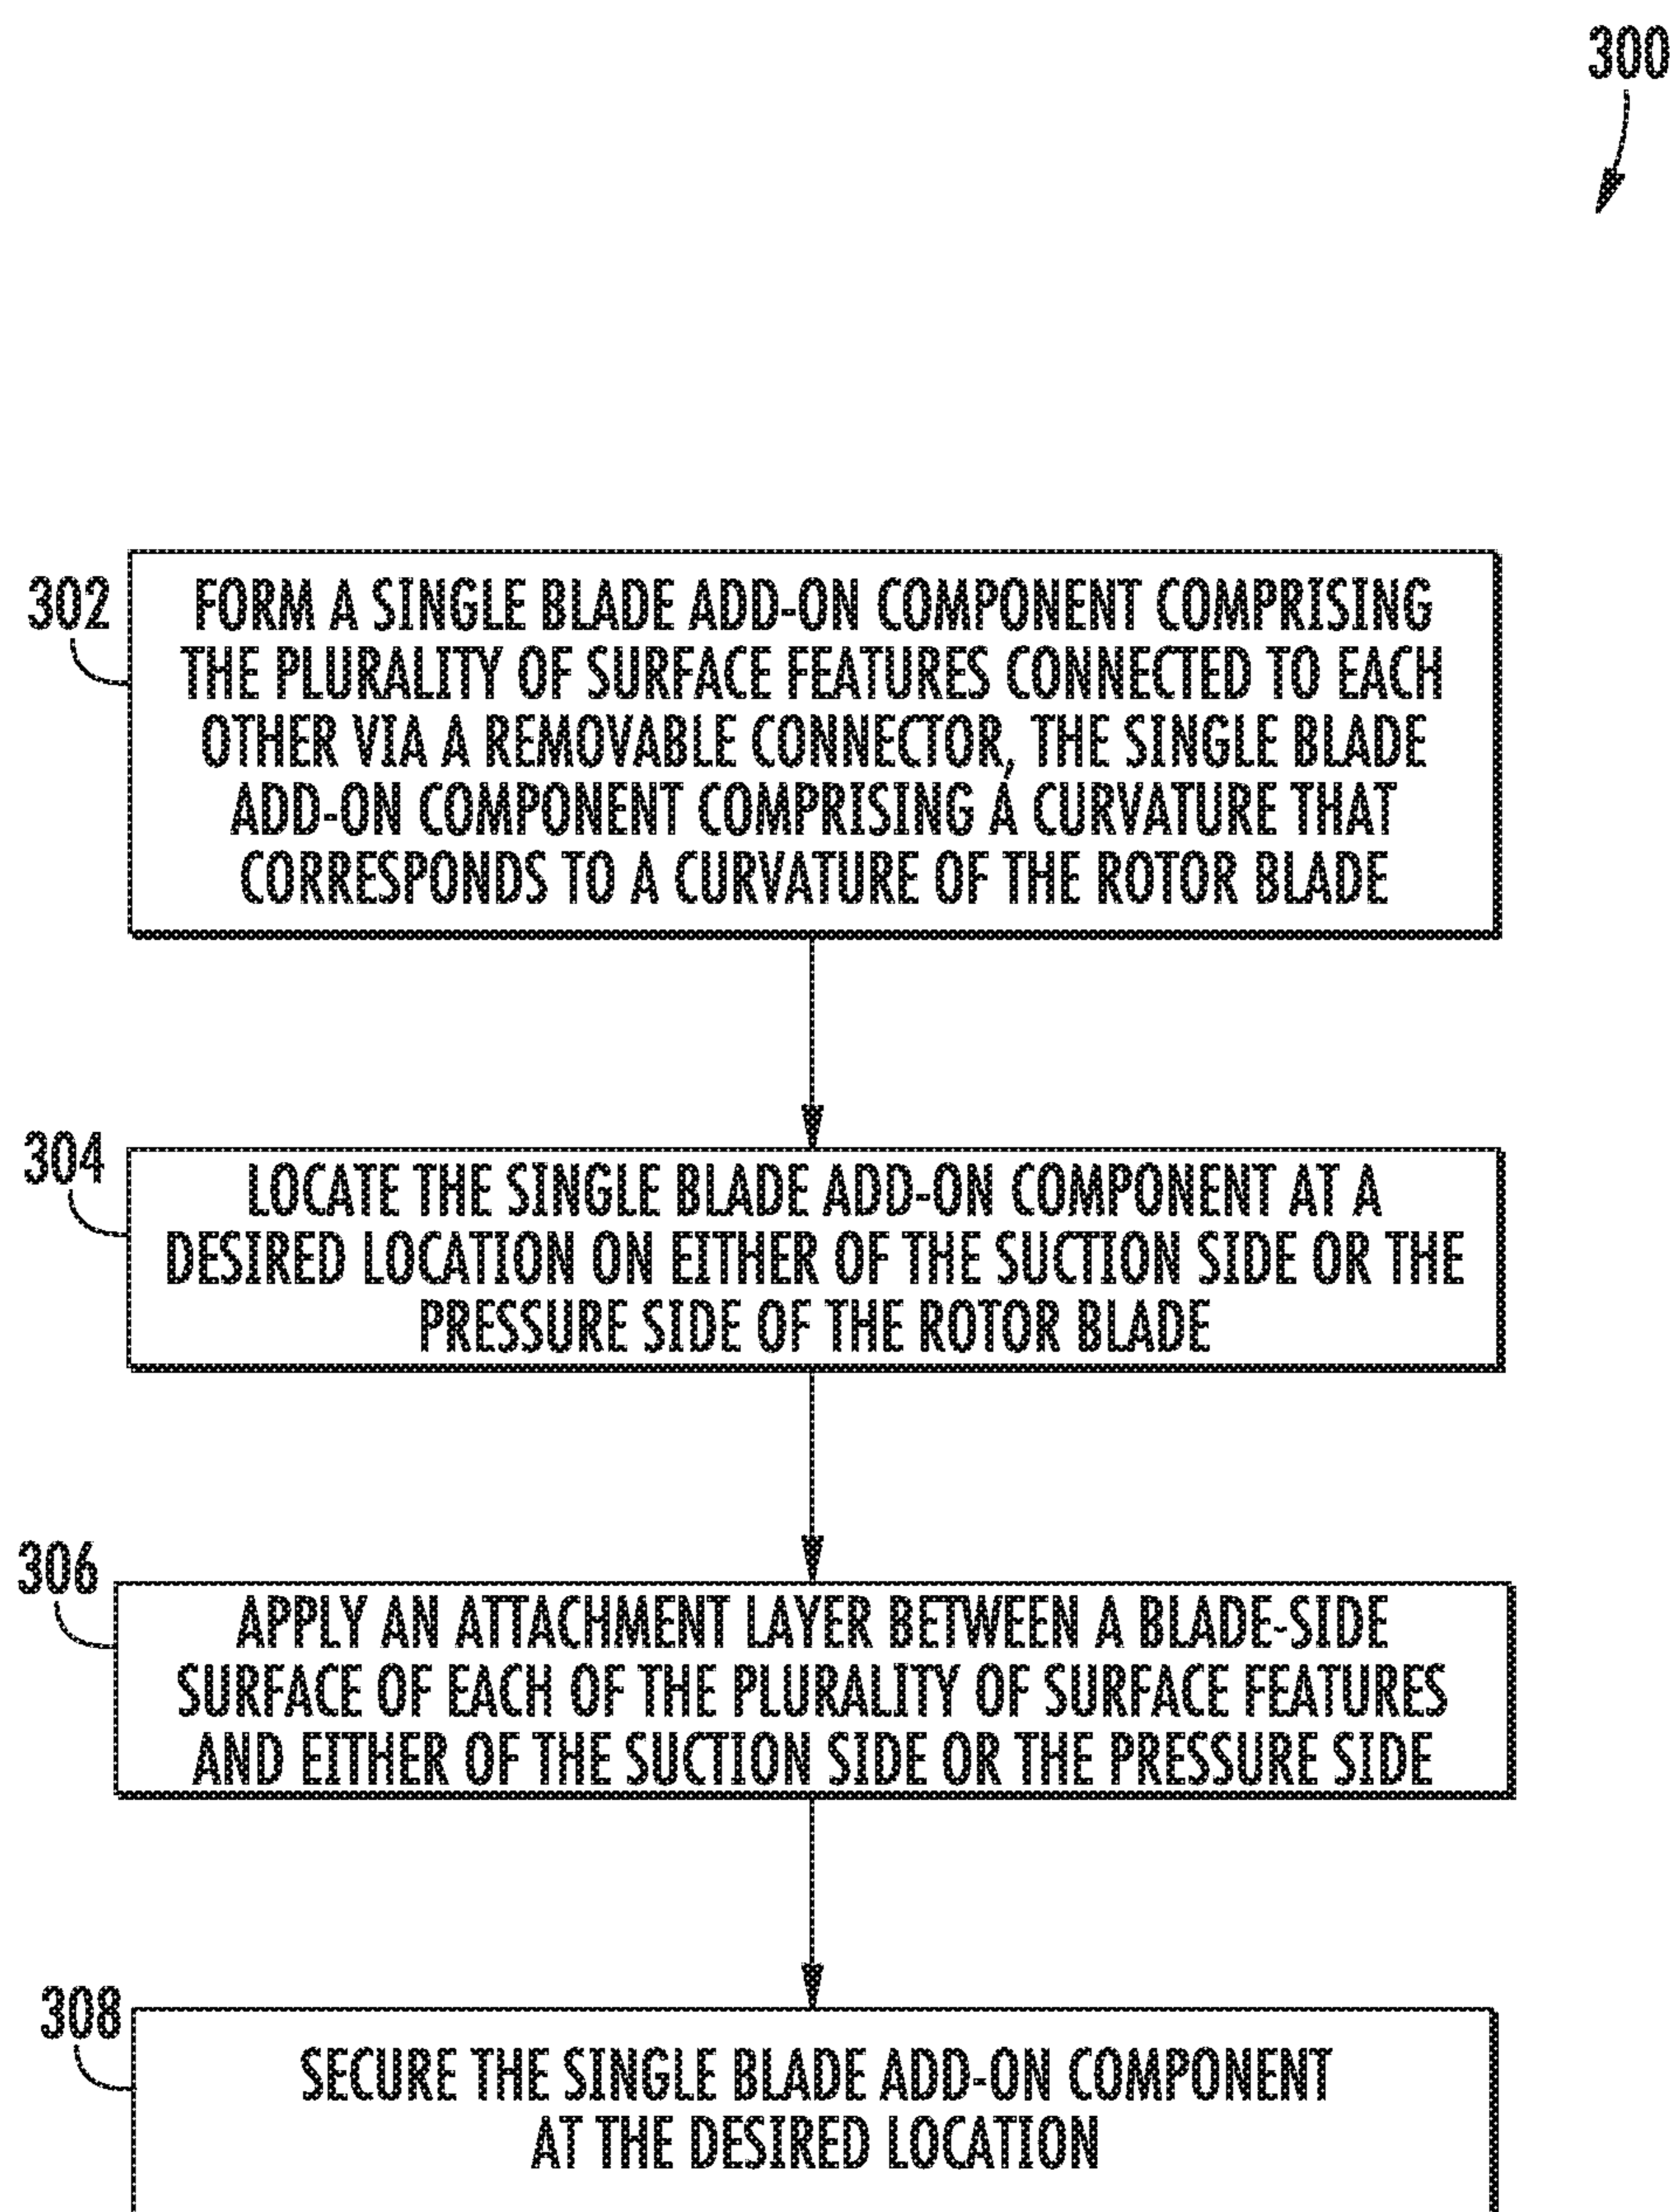 300
302
FORM A SINGLE BLADE ADD-ON COMPONENT COMPRISING
THE PLURALITY OF SURFACE FEATURES CONNECTED TO EACH
OTHER VIA A REMOVABLE CONNECTOR, THE SINGLE BLADE
ADD-ON COMPONENT COMPRISING A CURVATURE THAT
CORRESPONDS TO A CURVATURE OF THE ROTOR BLADE
304
LOCATE THE SINGLE BLADE ADD-ON COMPONENT AT A
DESIRED LOCATION ON EITHER OF THE SUCTION SIDE OR THE
PRESSURE SIDE OF THE ROTOR BLADE
306
APPLY AN ATTACHMENT LAYER BETWEEN A BLADE-SIDE
SURFACE OF EACH OF THE PLURALITY OF SURFACE FEATURES
AND EITHER OF THE SUCTION SIDE OR THE PRESSURE SIDE
308
SECURE THE SINGLE BLADE ADD-ON COMPONENT
AT THE DESIRED LOCATION